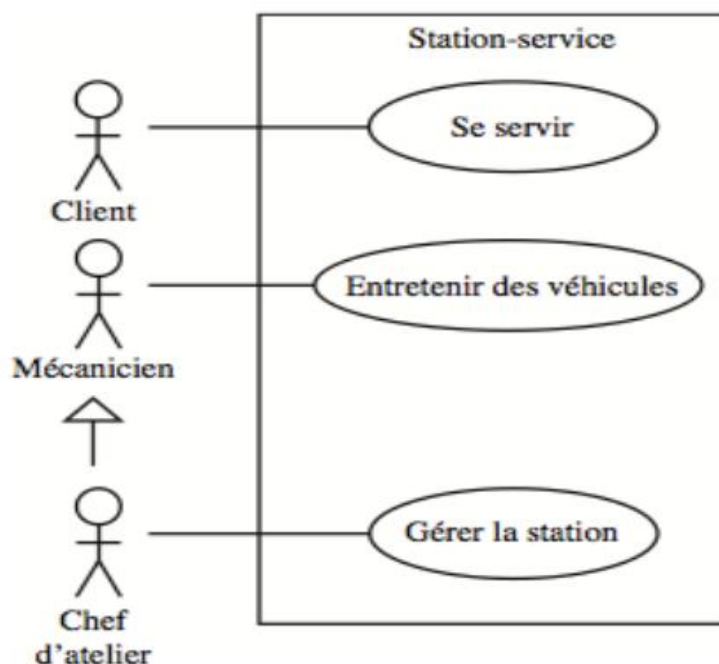 Station-service
Se servir
Client
Entretenir des véhicules
Mécanicien
Gérer la station
Chef
d'atelier